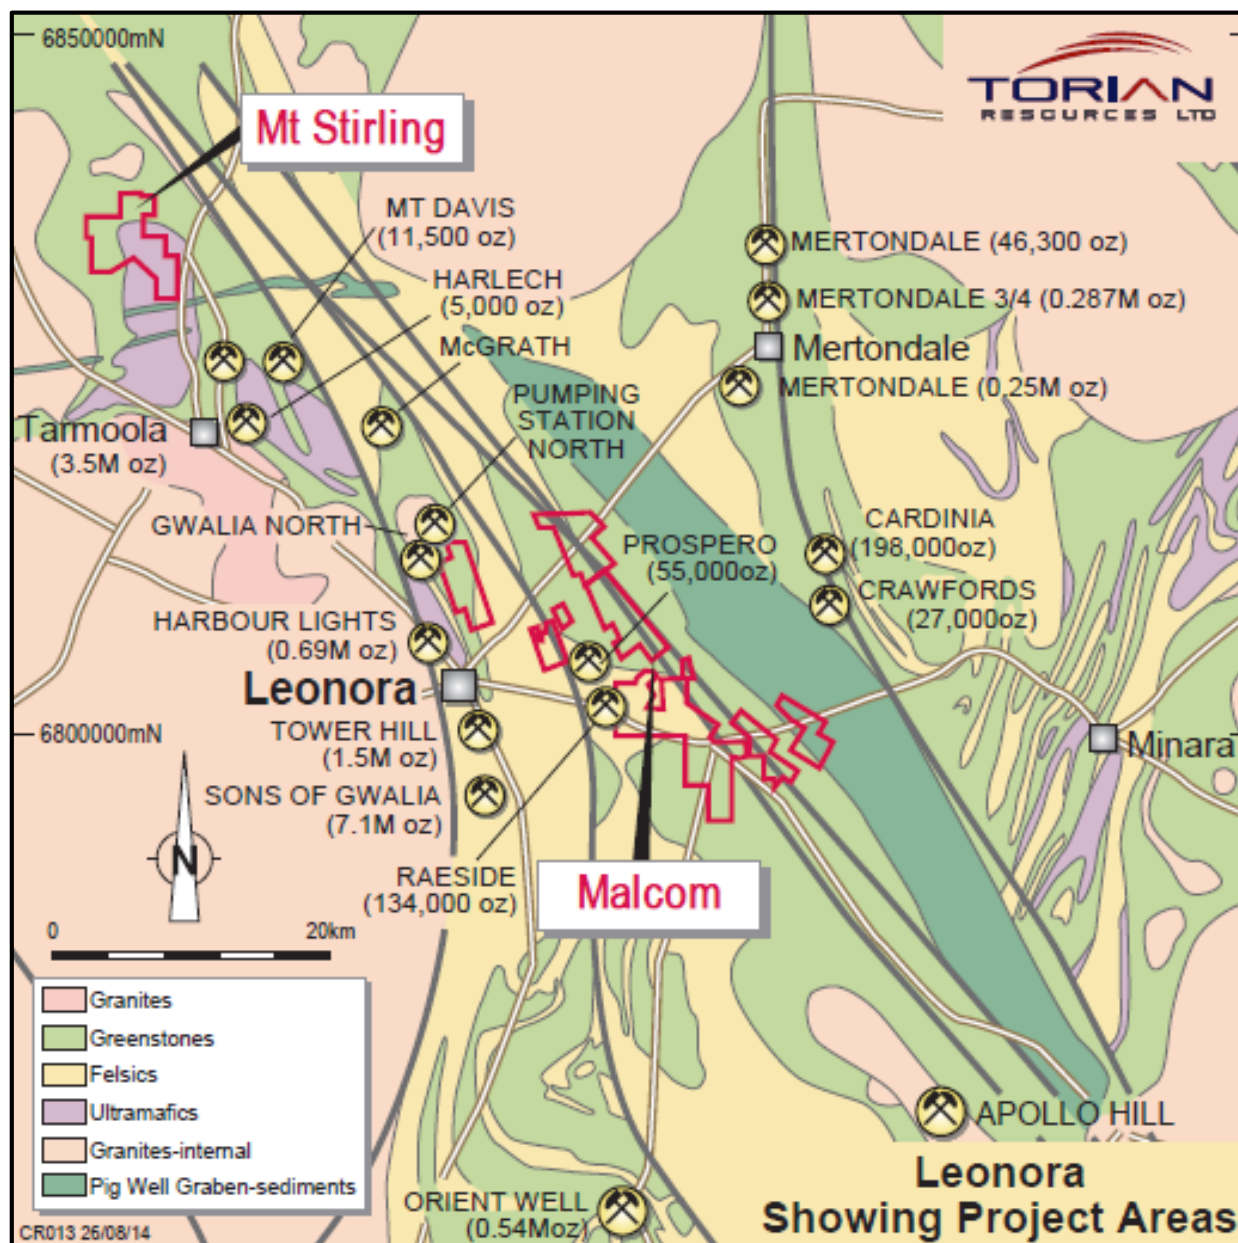 6850000mN
TORIAN
RESOURCES LTD
Mt Stirling
MT DAVIS
(11,500 oz)
MERTONDALE (46,300 oz)
HARLECH
(5,000 oz)
MERTONDALE 3/4 (0.287M oz)
McGRATH
Mertondale
PUMPING
STATION
NORTH
MERTONDALE (0.25M oz)
Tarmoola
(3.5M oz)
GWALIA NORTH
CARDINIA
(198,000oz)
PROSPERO
(55,000oz)
CRAWFORDS
(27,000oz)
HARBOUR LIGHTS
(0.69M oz)
Leonora
TOWER HILL
(1.5M oz)
6800000mN
Minara
SONS OF GWALIA
(7.1M oz)
N
RAESIDE
(134,000 oz)
Malcom
0 20km
Granites
Greenstones
Felsics
Ultramafics
Granites-internal
Pig Well Graben-sediments
APOLLO HILL
ORIENT WELL
(0.54Moz)
Leonora
Showing Project Areas
CR013 26/08/14